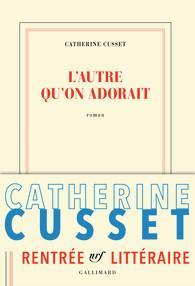 CATHERINE CUSSET
L'AUTRE
QU'ON ADORAIT
roman
CATHERINE
CUSSET
RENTRÉE nrf LITTÉRAIRE
GALLIMARD